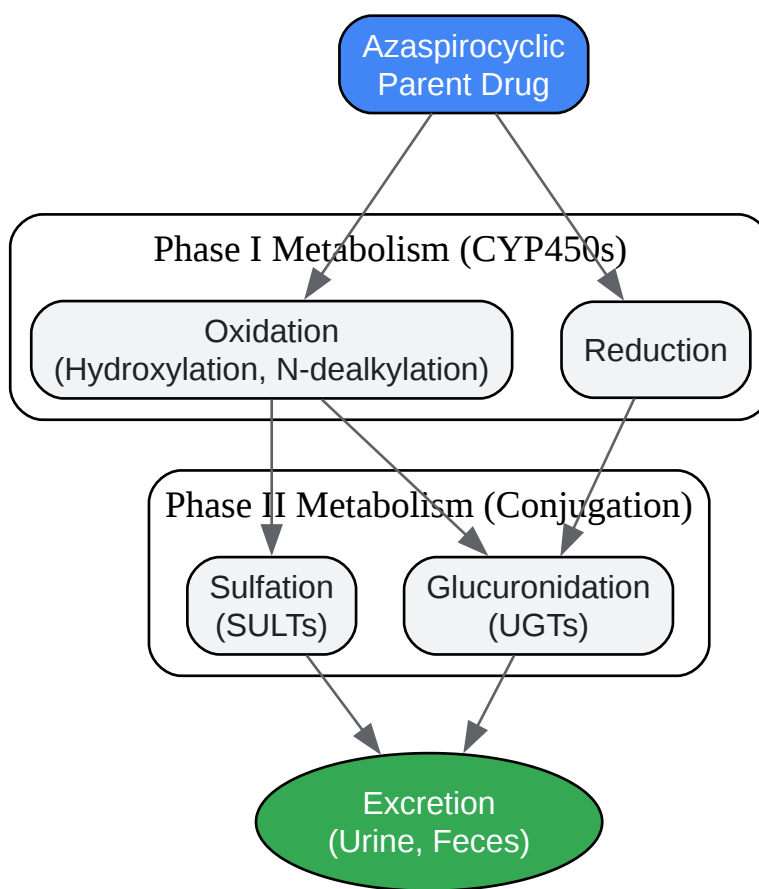 Azaspirocyclic
Parent Drug
Phase I Metabolism (CYP450s)
Oxidation
(Hydroxylation, N-dealkylation)
Reduction
Phase II Metabolism (Conjugation)
Sulfation
(SULTs)
Glucuronidation
(UGTs)
Excretion
(Urine, Feces)